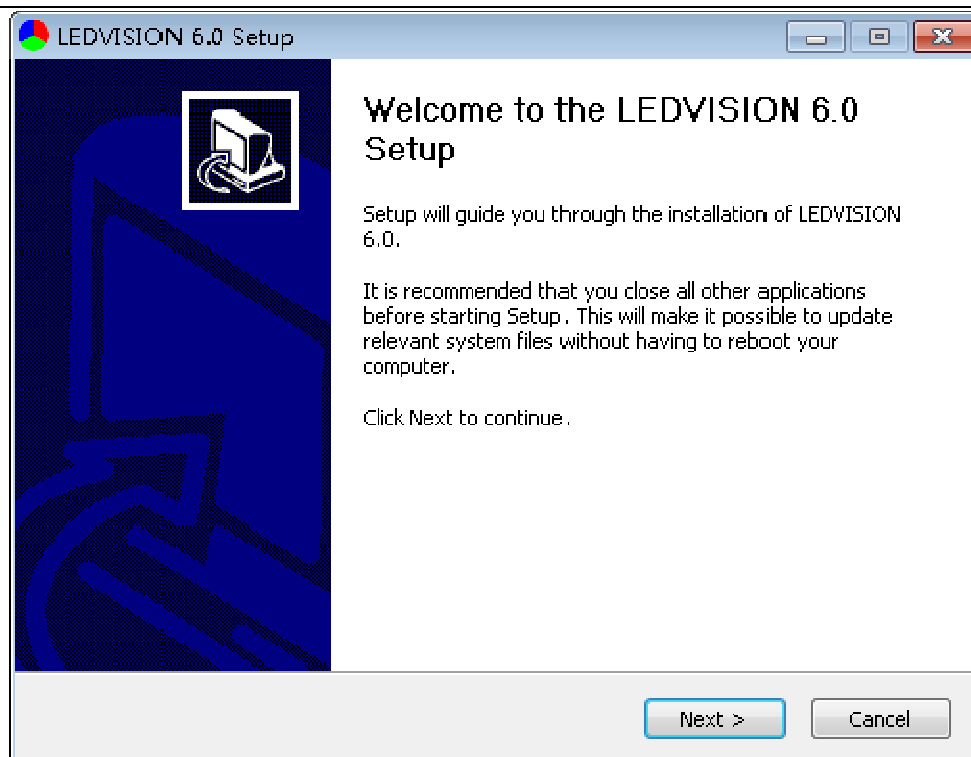 LEDVISION 6.0 Setup
Welcome to the LEDVISION 6.0
Setup
Setup will guide you through the installation of LEDVISION
6.0.
It is recommended that you close all other applications
before starting Setup. This will make it possible to update
relevant system files without having to reboot your
computer.
Click Next to continue.
Next >
Cancel